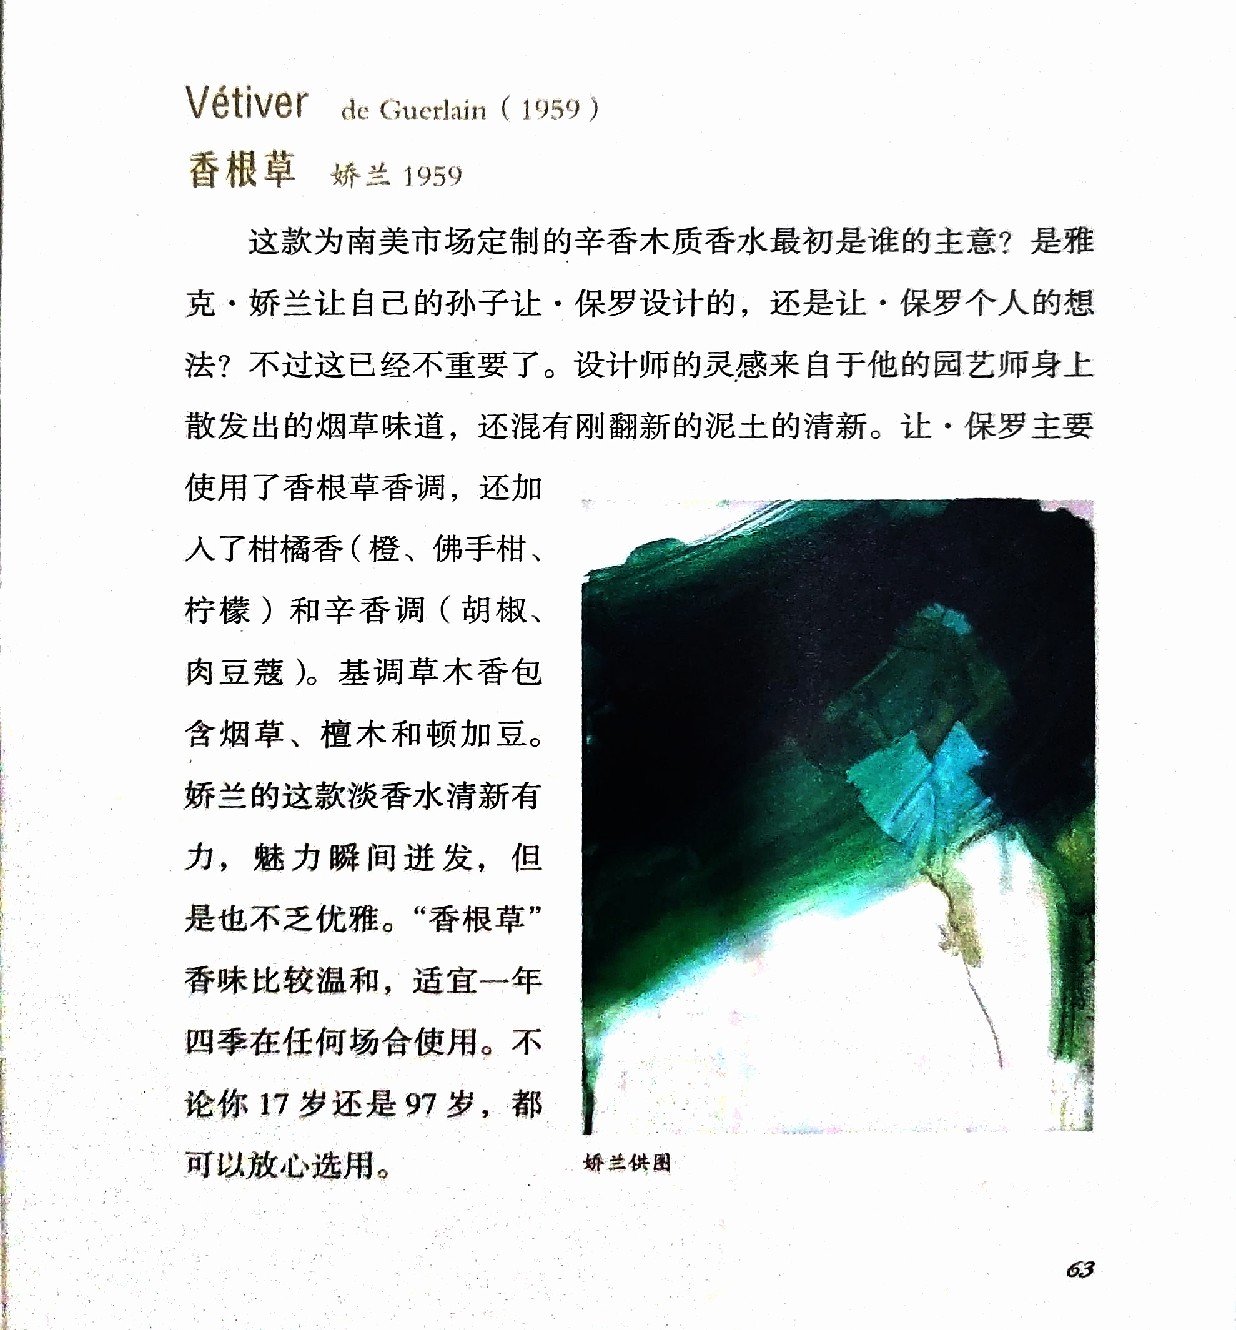 Vétiver de Guerlain（1959）
香根草 娇兰 1959
这款为南美市场定制的辛香木质香水最初是谁的主意？是雅
克·娇兰让自己的孙子让·保罗设计的，还是让·保罗个人的想
法？不过这已经不重要了。设计师的灵感来自于他的园艺师身上
散发出的烟草味道，还混有刚翻新的泥土的清新。让·保罗主要
使用了香根草香调，还加
入了柑橘香（橙、佛手柑、
柠檬）和辛香调（胡椒、
肉豆蔻）。基调草木香包
含烟草、檀木和顿加豆。
娇兰的这款淡香水清新有
力，魅力瞬间迸发，但
是也不乏优雅。“香根草”
香味比较温和，适宜一年
四季在任何场合使用。不
论你 17 岁还是 97 岁，都
可以放心选用。
娇兰供图
63